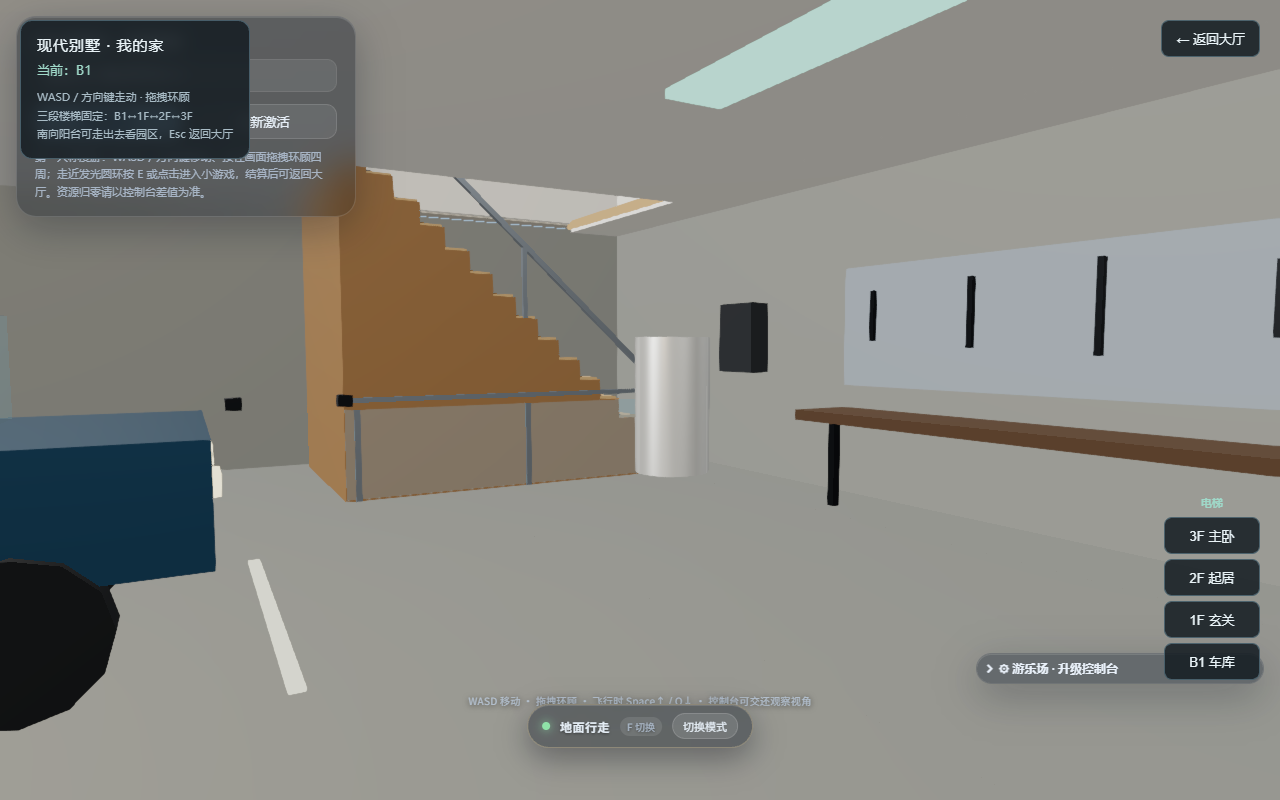 现代别墅 · 我的家
当前：B1
WASD / 方向键走动 · 拖拽环顾
三段楼梯固定：B1↔1F↔2F↔3F
南向阳台可走出去看园区，Esc 返回大厅
新激活
周；走近发光圆环按 E 或点击进入小游戏，结算后可返回大
厅。资源归零请以控制台差值为准。
← 返回大厅
电梯
3F 主卧
2F 起居
1F 玄关
B1 车库
游乐场 · 升级控制台
WASD 移动 · 拖拽环顾 · 飞行时 Space↑ / Q↓ · 控制台可交还观察视角
地面行走
F 切换
切换模式